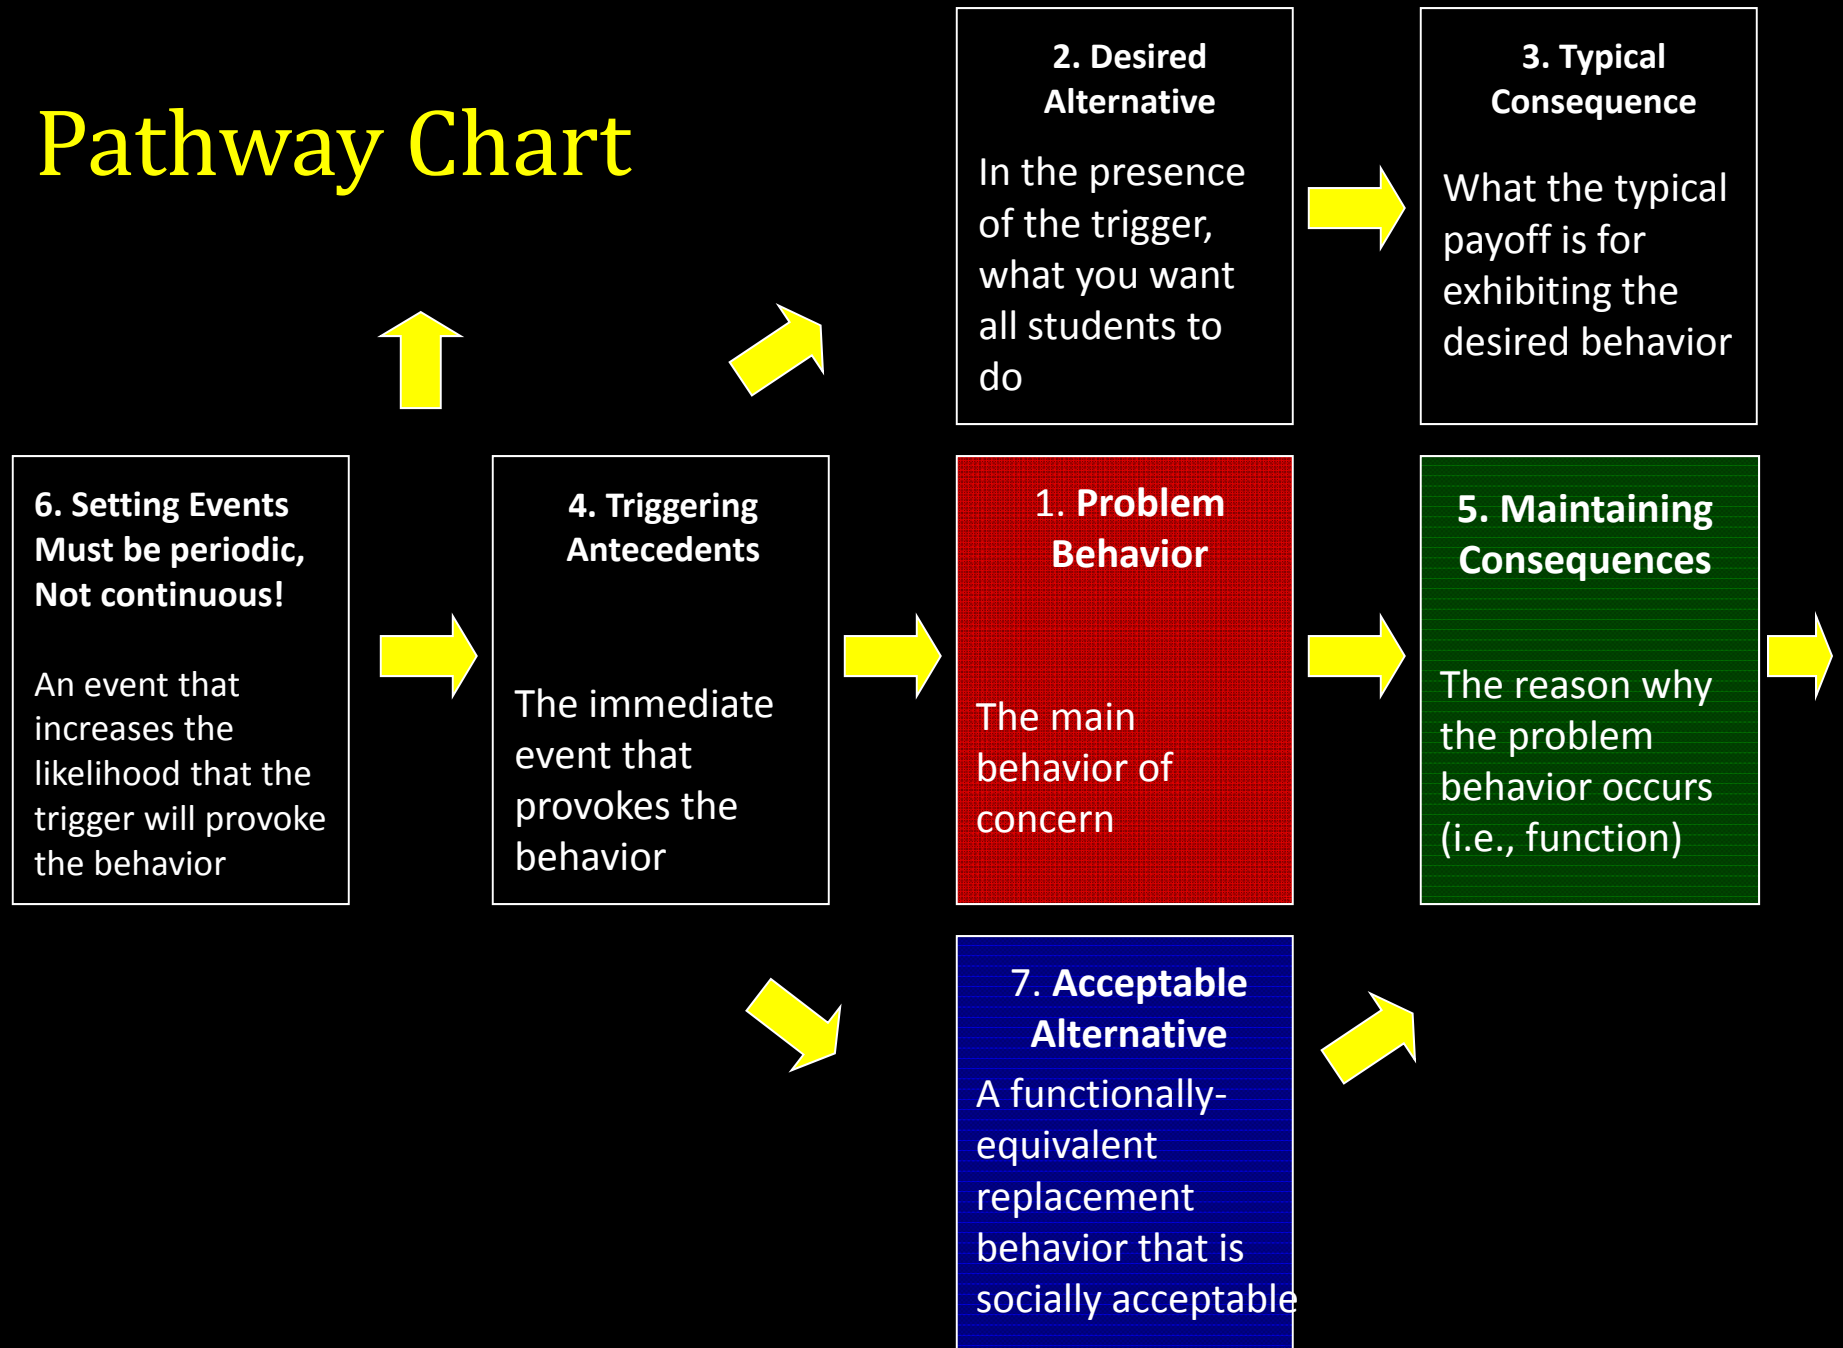 Pathway Chart
2. Desired
Alternative
In the presence
of the trigger,
what you want
all students to
do
3. Typical
Consequence
What the typical
payoff is for
exhibiting the
desired behavior
6. Setting Events
Must be periodic,
Not continuous!
An event that
increases the
likelihood that the
trigger will provoke
the behavior
4. Triggering
Antecedents
The immediate
event that
provokes the
behavior
1. Problem
Behavior
The main
behavior of
concern
5. Maintaining
Consequences
The reason why
the problem
behavior occurs
(i.e., function)
7. Acceptable
Alternative
A functionally-
equivalent
replacement
behavior that is
socially acceptable